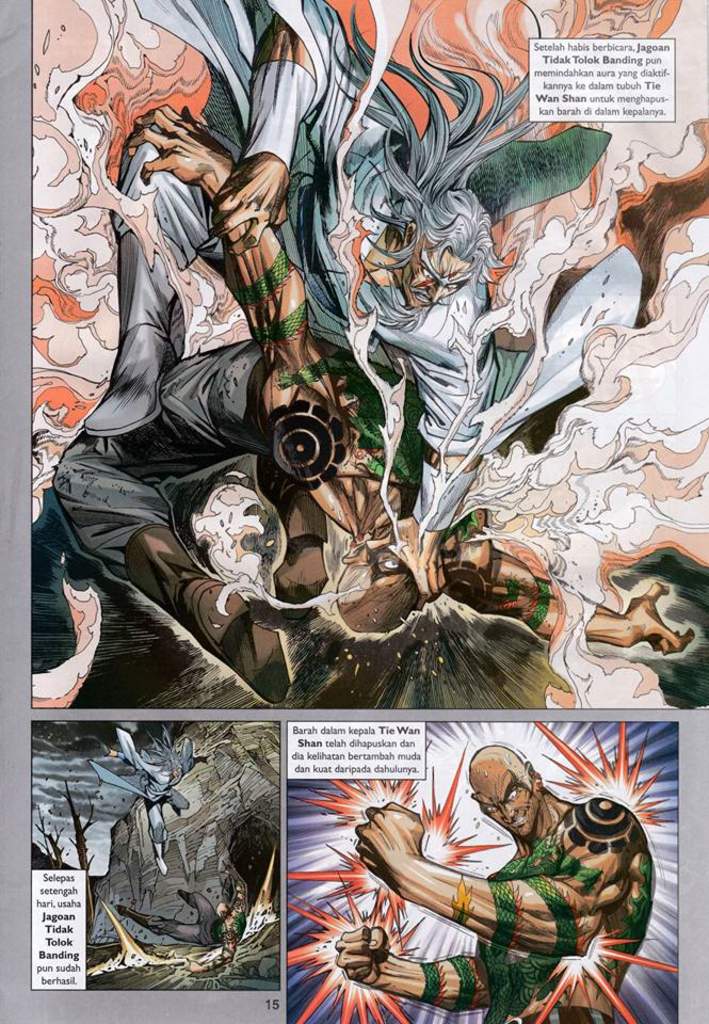 Setelah habis berbicara, Jagoan
Tidak Tolok Banding pun
memindahkan aura yang diaktif-
kannya ke dalam tubuh Tie
Wan Shan untuk menghapus-
kan barah di dalam kepalanya.
Selepas
setengah
hari, usaha
Jagoan
Tidak
Tolok
Banding
pun sudah
berhasil.
Barah dalam kepala Tie Wan
Shan telah dihapuskan dan
dia kelihatan bertambah muda
dan kuat daripada dahulunya.
15